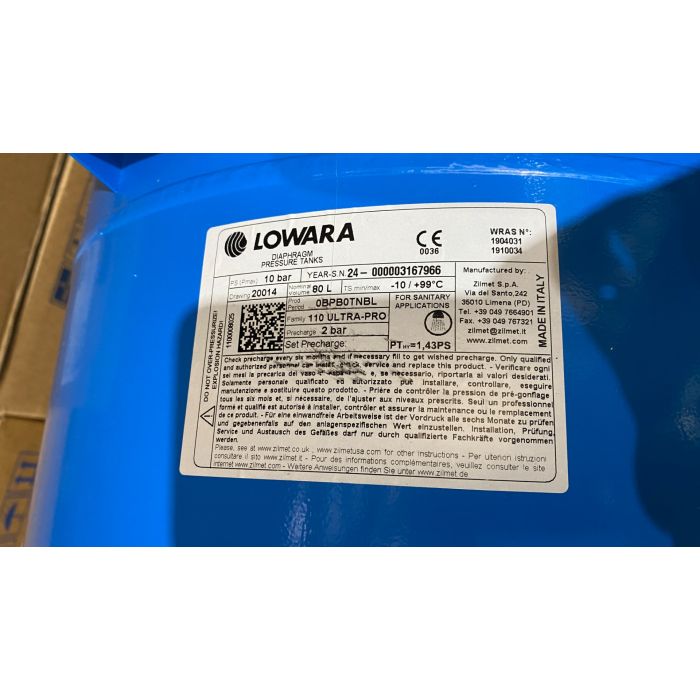 LOWARA
DIAPHRAGM
PRESSURE TANKS
CE
0036
WRAS N°:
1904031
1910034
PS (Pmax) 10 bar
YEAR-S.N. 24- 000003167966
Drawing 20014
Nominal Volume 80 L
TS min/max -10 / +99°C
Prod Period 0BPB0TNBL
Family 110 ULTRA-PRO
Precharge 2 bar
Set Precharge:
FOR SANITARY
APPLICATIONS
PT HY=1,43PS
Manufactured by:
Zilmet S.p.A.
Via del Santo,242
35010 Limena (PD)
Tel. +39 049 7664901
Fax. +39 049 767321
zilmet@zilmet.it
www.zilmet.com
MADE IN ITALY
DO NOT OVER-PRESSURIZE!
EXPLOSION HAZARD!
1100008025
Check precharge every six months and if necessary fill to get wished precharge. Only qualified
and authorized personnel can install, check, service and replace this product. - Verificare ogni
sei mesi la precarica del vaso e, se necessario, riportarla ai valori desiderati.
Solamente personale qualificato ed autorizzato può installare, controllare, eseguire
manutenzione o sostituire questo prodotto. - Prière de contrôler la pression de pré-gonflage
tous les six mois et, si nécessaire, de l'ajuster aux niveaux prescrits. Seul un professionnel
formé et qualifié est autorisé à installer, contrôler et assurer la maintenance ou le remplacement
de ce produit. - Für eine einwandfreie Arbeitsweise ist der Vordruck alle sechs Monate zu prüfen
und gegebenenfalls auf den anlagenspezifischen Wert einzustellen. Installation, Prüfung,
Service und Austausch des Gefäßes darf nur durch qualifizierte Fachkräfte vorgenommen
werden.
Please, see at www.zilmet.co.uk , www.zilmetusa.com for other instructions - Per ulteriori istruzioni
consultare il sito www.zilmet.it - Pour des informations complémentaires, veuillez consulter le site
internet www.zilmet.com - Weitere Anweisungen finden Sie unter www.zilmet.de